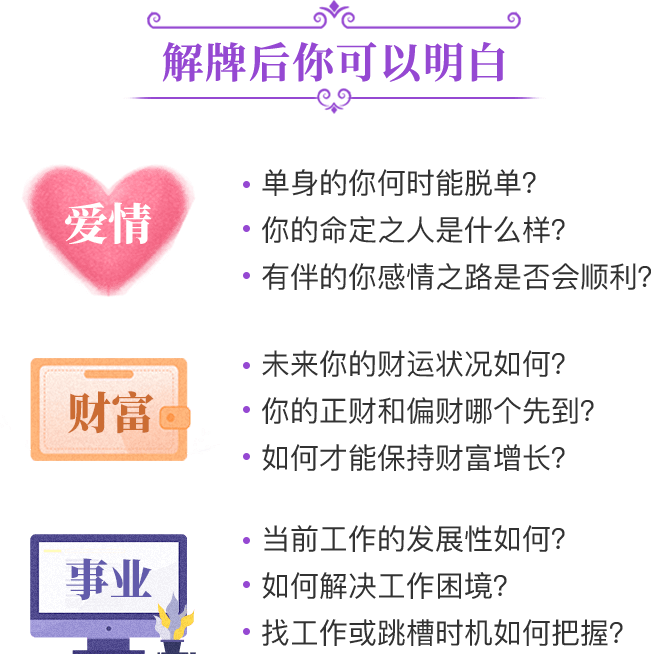 解牌后你可以明白
爱情
单身的你何时能脱单？
你的命定之人是什么样？
有伴的你感情之路是否会顺利？
财富
未来你的财运状况如何？
你的正财和偏财哪个先到？
如何才能保持财富增长？
事业
当前工作的发展性如何？
如何解决工作困境？
找工作或跳槽时机如何把握？